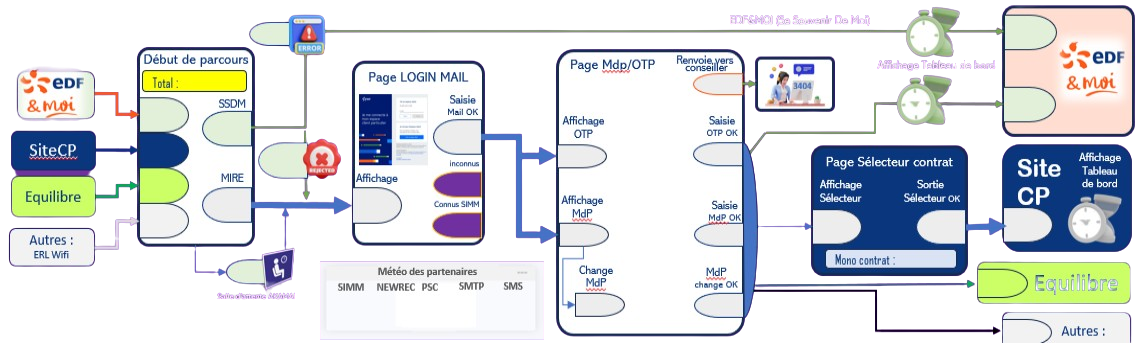 EDF&MOI (Se Souvenir De Moi)
ERROR
eDF
& moi
Début de parcours
Total :
SSDM
MIRE
eDF
& moi
SiteCP
Equilibre
Autres :
ERL Wifi
REJECTED
Page LOGIN MAIL
Saisie
Mail OK
inconnus
Connus SIMM
Affichage
Météo des partenaires
SIMM NEWREC PSC SMTP SMS
Page Mdp/OTP
Renvoie vers
conseiller
3404
Affichage
OTP
Saisie
OTP OK
Affichage
MdP
Saisie
MdP OK
Change
MdP
MdP
change OK
Affichage Tableau de bord
Page Sélecteur contrat
Affichage
Sélecteur
Sortie
Sélecteur OK
Mono contrat :
Site
CP
Affichage
Tableau
de bord
Equilibre
Autres :